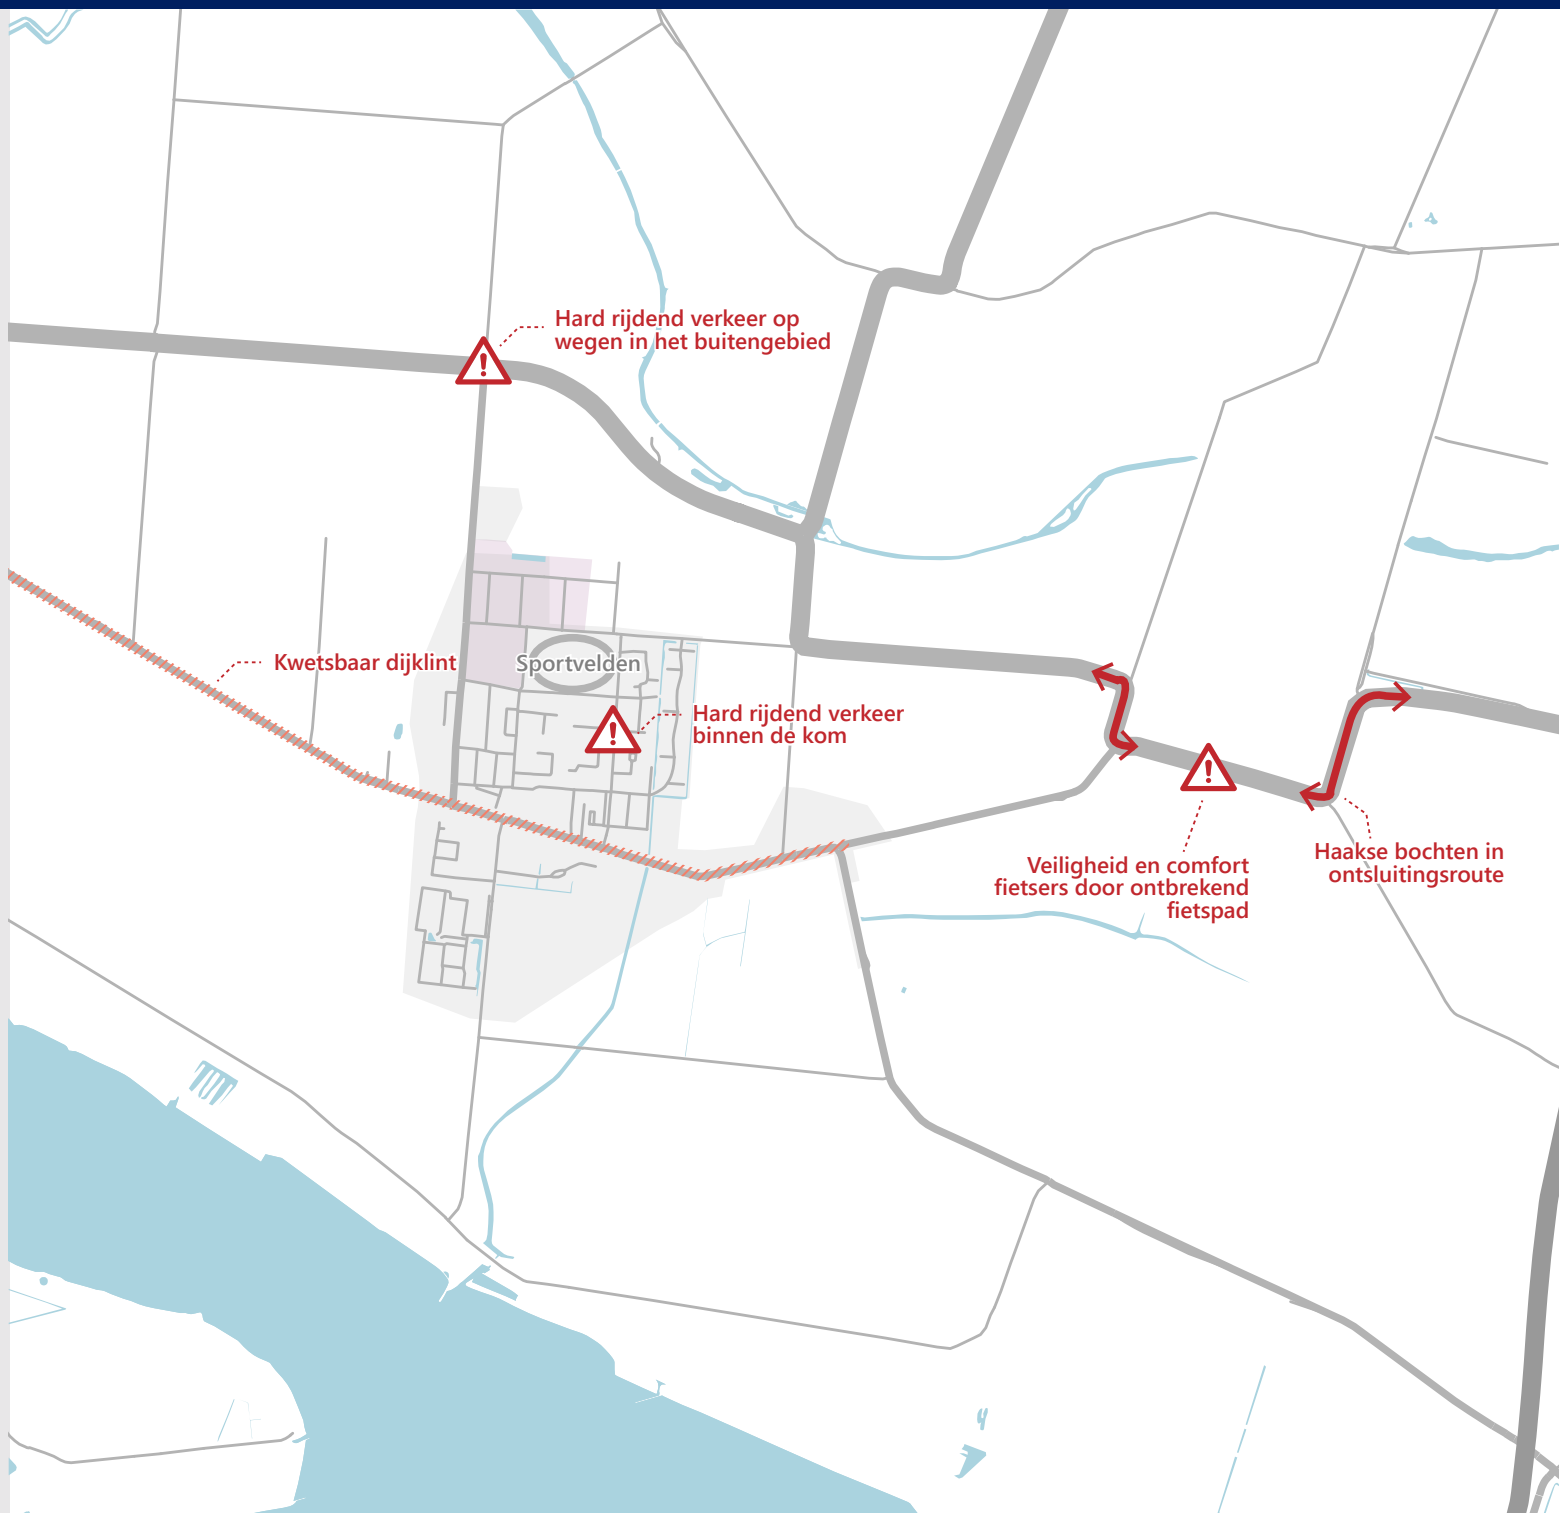 Hard rijdend verkeer op
wegen in het buitengebied
Kwetsbaar dijklint
Sportvelden
Hard rijdend verkeer
binnen de kom
Veiligheid en comfort
fietsers door ontbrekend
fietspad
Haakse bochten in
ontsluitingsroute